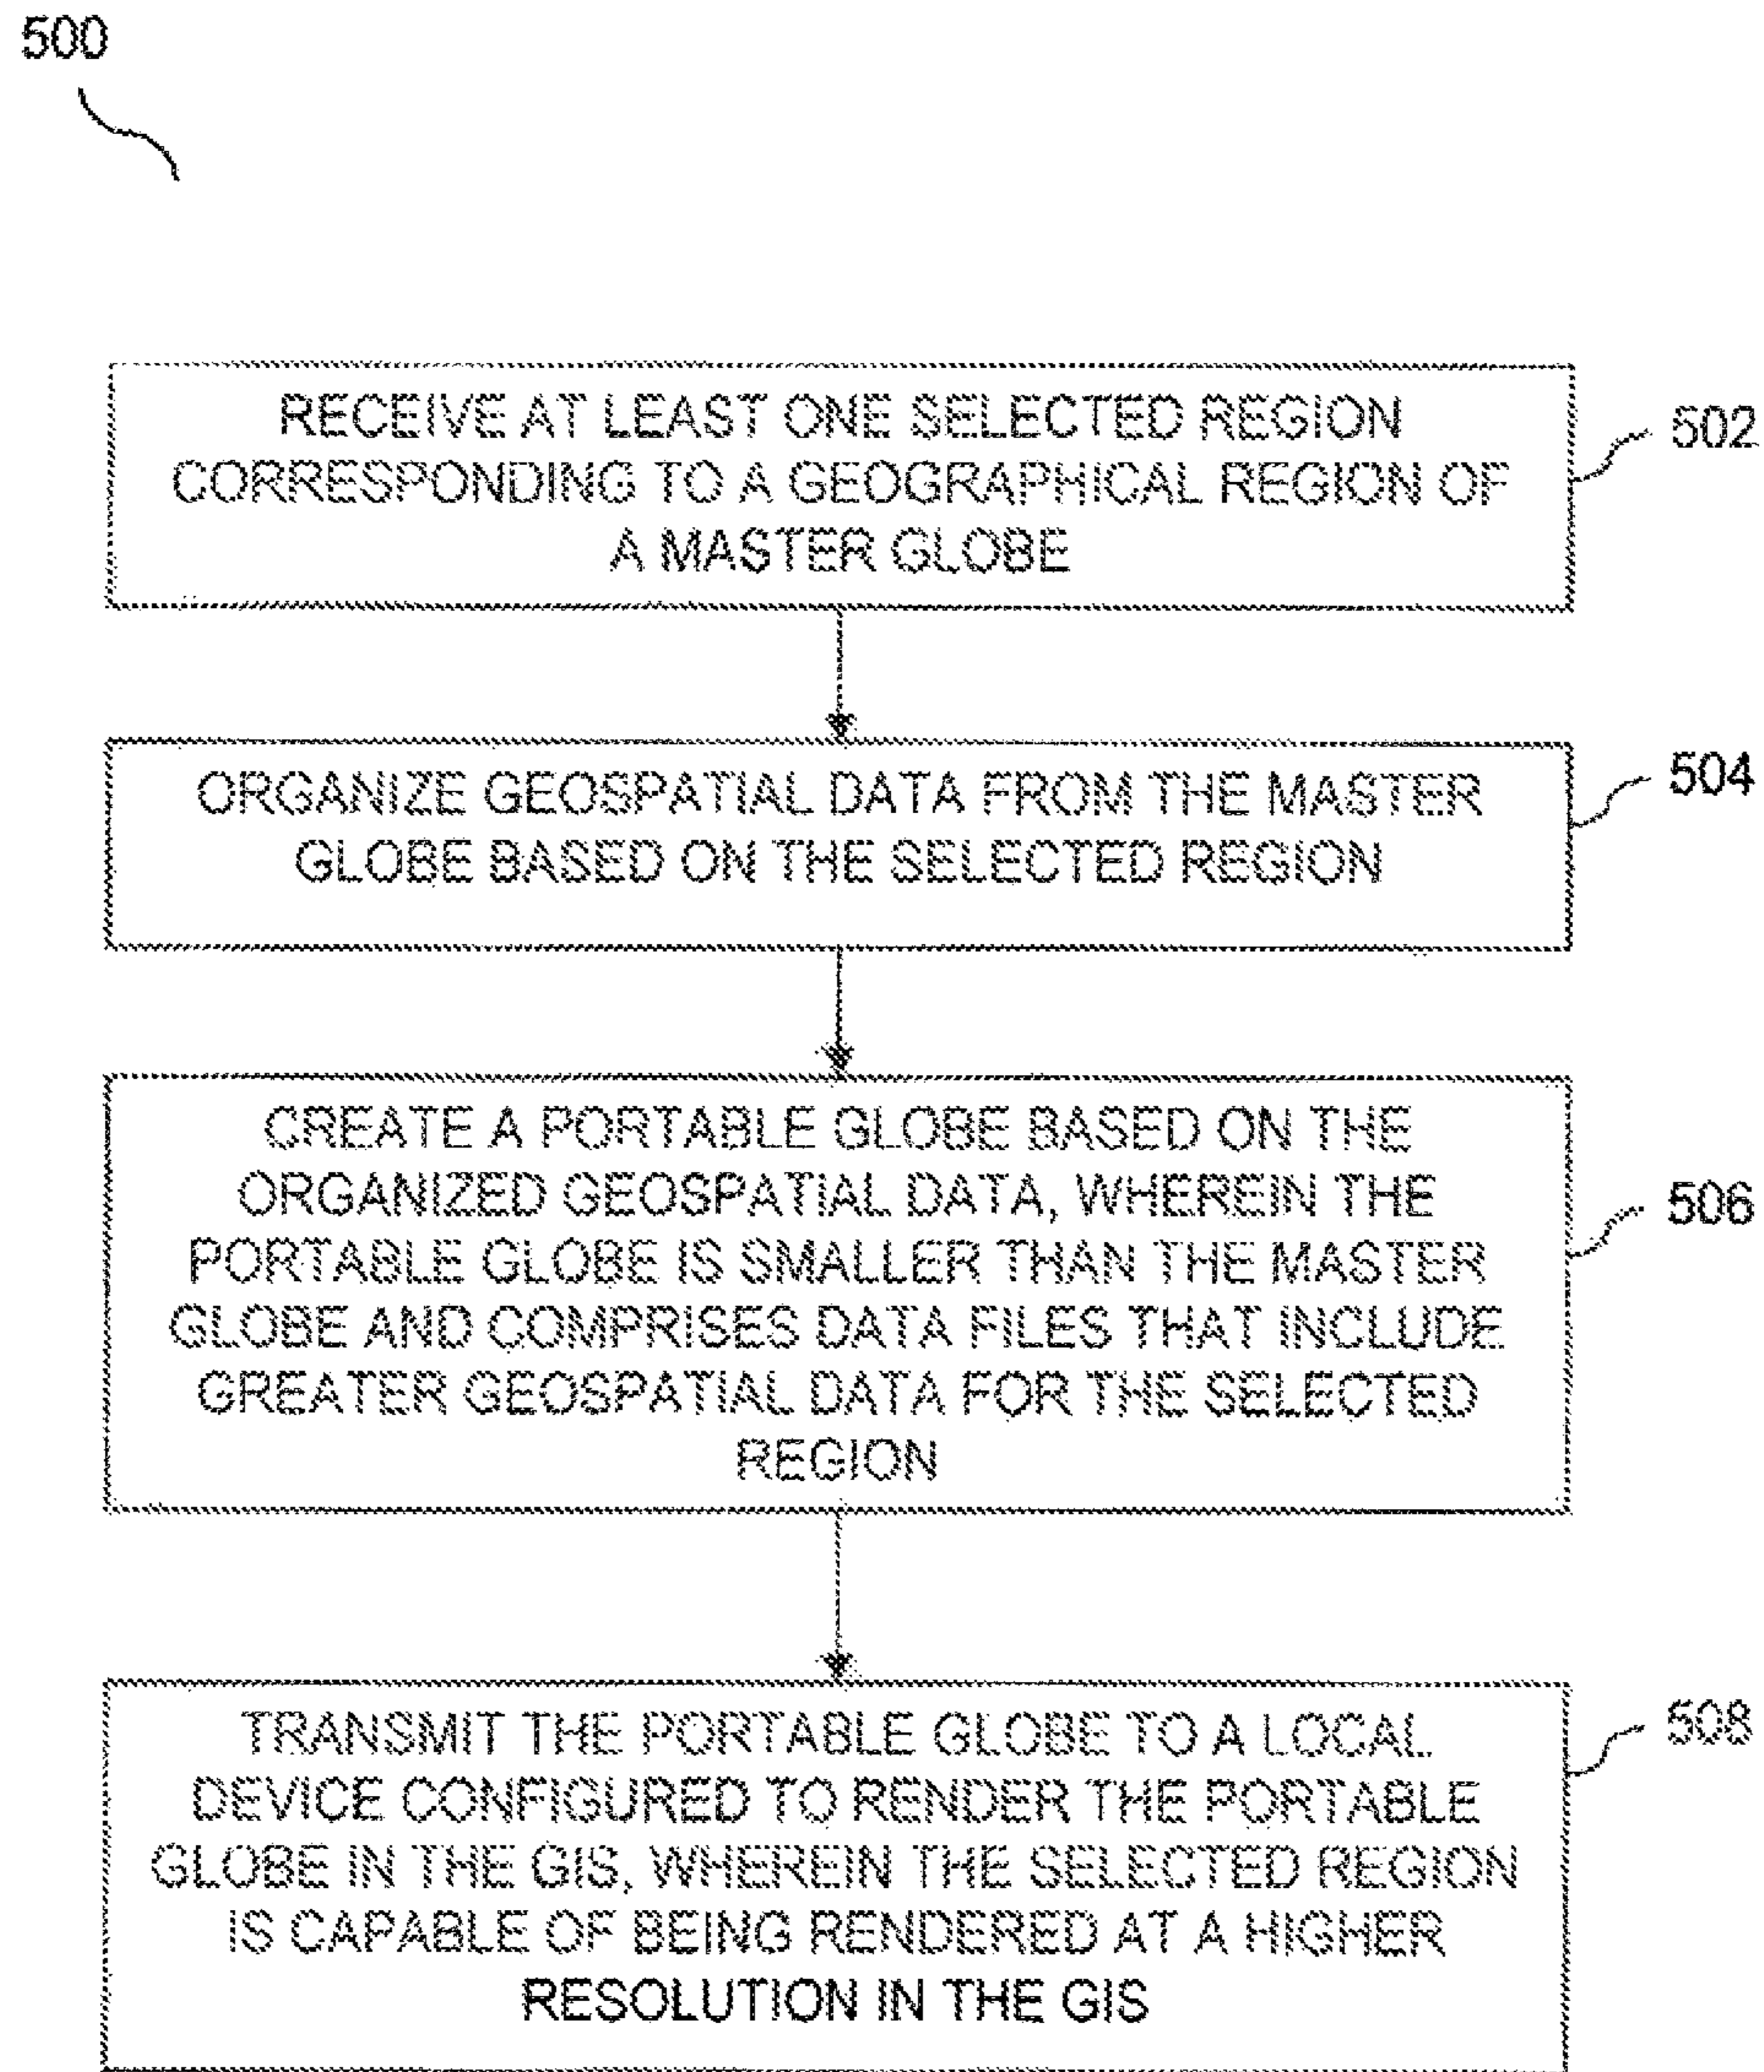 500
RECEIVE AT LEAST ONE SELECTED REGION
CORRESPONDING TO A GEOGRAPHICAL REGION OF
A MASTER GLOBE
502
ORGANIZE GEOSPATIAL DATA FROM THE MASTER
GLOBE BASED ON THE SELECTED REGION
504
CREATE A PORTABLE GLOBE BASED ON THE
ORGANIZED GEOSPATIAL DATA, WHEREIN THE
PORTABLE GLOBE IS SMALLER THAN THE MASTER
GLOBE AND COMPRISES DATA FILES THAT INCLUDE
GREATER GEOSPATIAL DATA FOR THE SELECTED
REGION
506
TRANSMIT THE PORTABLE GLOBE TO A LOCAL
DEVICE CONFIGURED TO RENDER THE PORTABLE
GLOBE IN THE GIS, WHEREIN THE SELECTED REGION
IS CAPABLE OF BEING RENDERED AT A HIGHER
RESOLUTION IN THE GIS
508